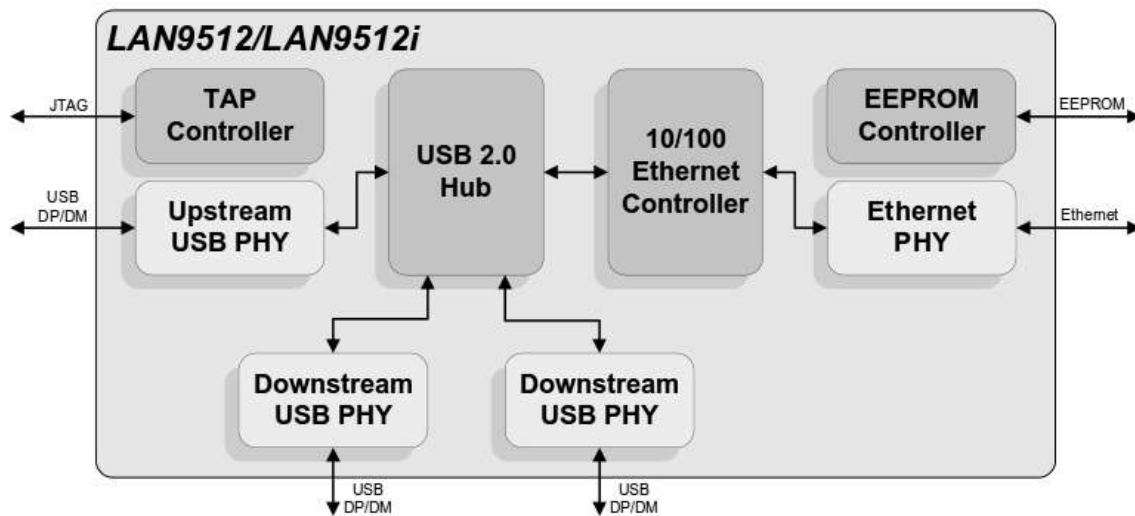 LAN9512/LAN9512i
JTAG
TAP
Controller
USB 2.0
Hub
10/100
Ethernet
Controller
EEPROM
Controller
EEPROM
USB
DP/DM
Upstream
USB PHY
Ethernet
PHY
Ethernet
Downstream
USB PHY
Downstream
USB PHY
USB
DP/DM
USB
DP/DM